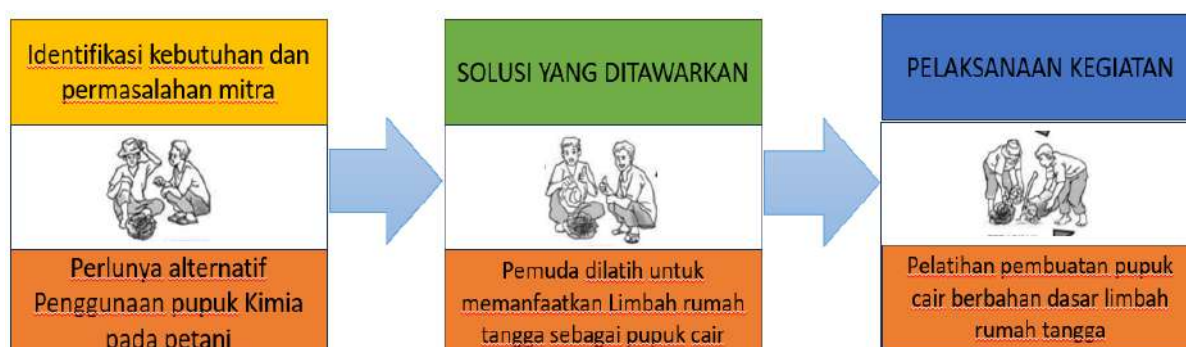 Identifikasi kebutuhan dan
permasalahan mitra
Perlunya alternatif
Penggunaan pupuk Kimia
pada petani
SOLUSI YANG DITAWARKAN
Pemuda dilatih untuk
memanfaatkan Limbah rumah
tangga sebagai pupuk cair
PELAKSANAAN KEGIATAN
Pelatihan pembuatan pupuk
cair berbahan dasar limbah
rumah tangga